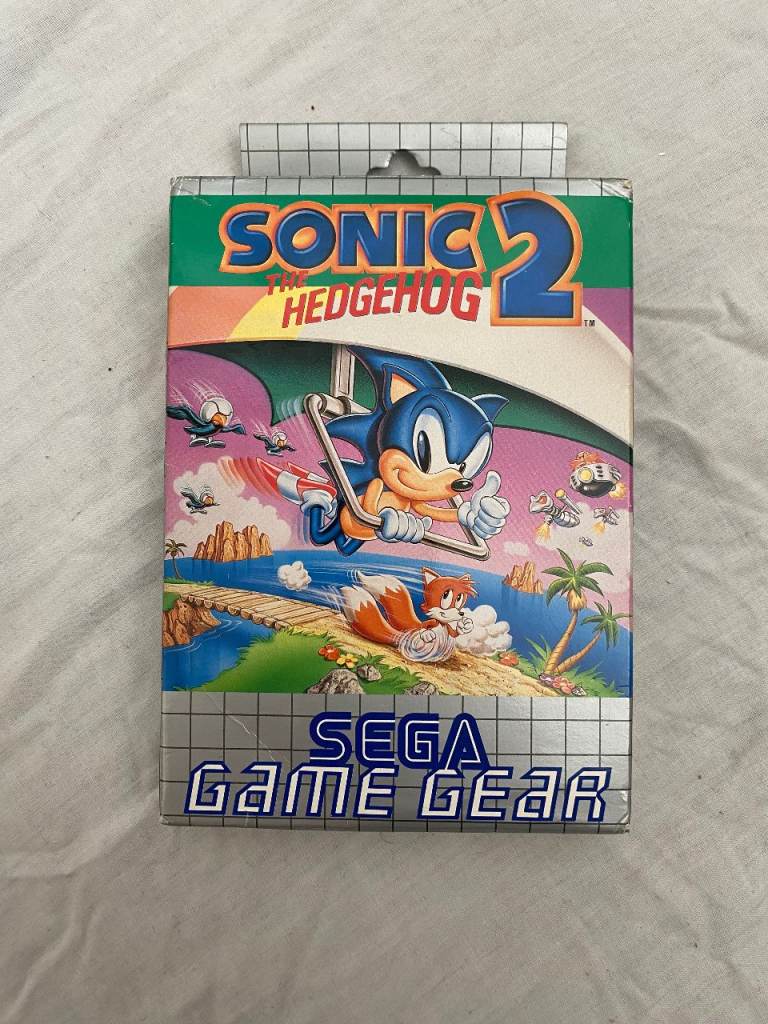 SONIC 2
THE
HEDGEHOG
TM
SEGA
GAME GEAR